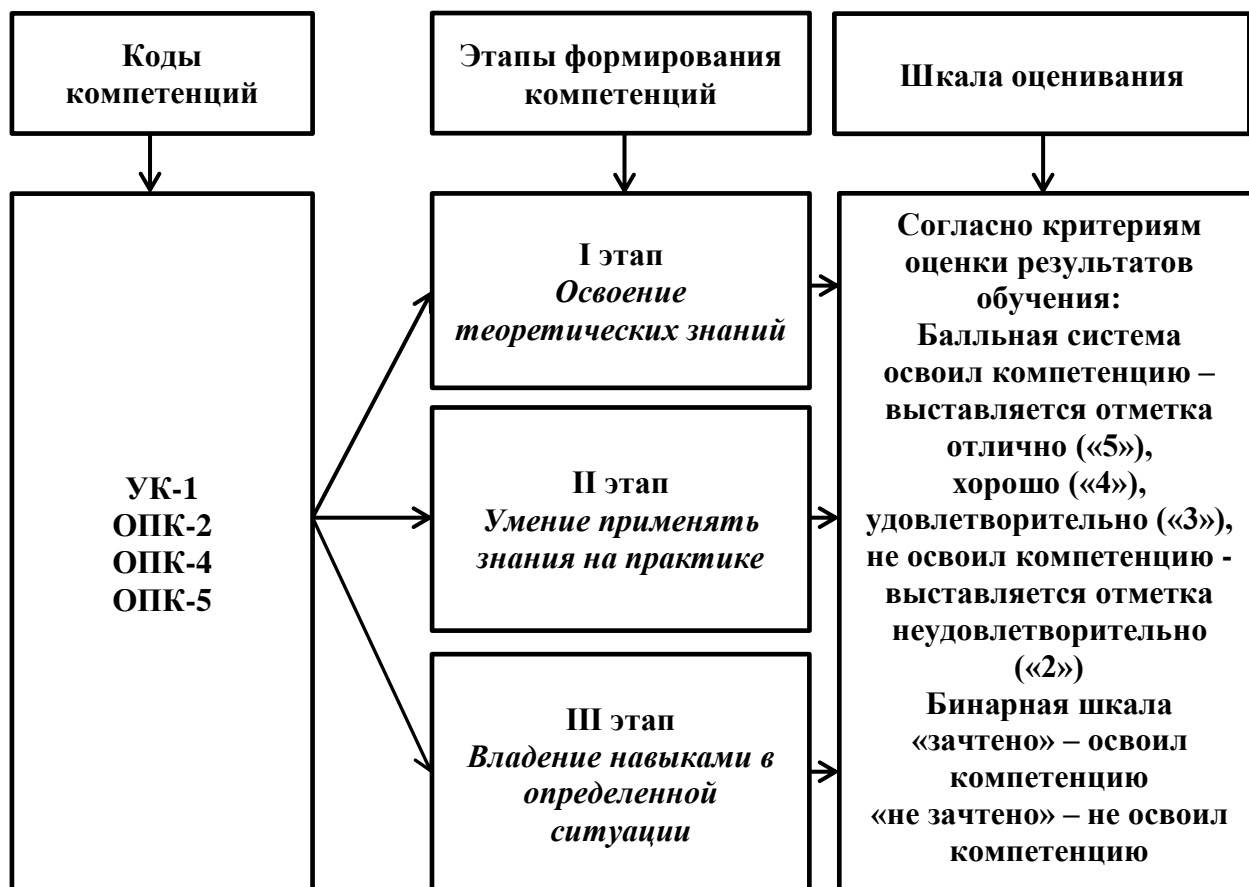 Коды
компетенций
Этапы формирования
компетенций
Шкала оценивания
УК-1
ОПК-2
ОПК-4
ОПК-5
I этап
Освоение
теоретических знаний
II этап
Умение применять
знания на практике
III этап
Владение навыками в
определенной
ситуации
Согласно критериям
оценки результатов
обучения:
Балльная система
освоил компетенцию –
выставляется отметка
отлично («5»),
хорошо («4»),
удовлетворительно («3»),
не освоил компетенцию -
выставляется отметка
неудовлетворительно
(«2»)
Бинарная шкала
«зачтено» – освоил
компетенцию
«не зачтено» – не освоил
компетенцию